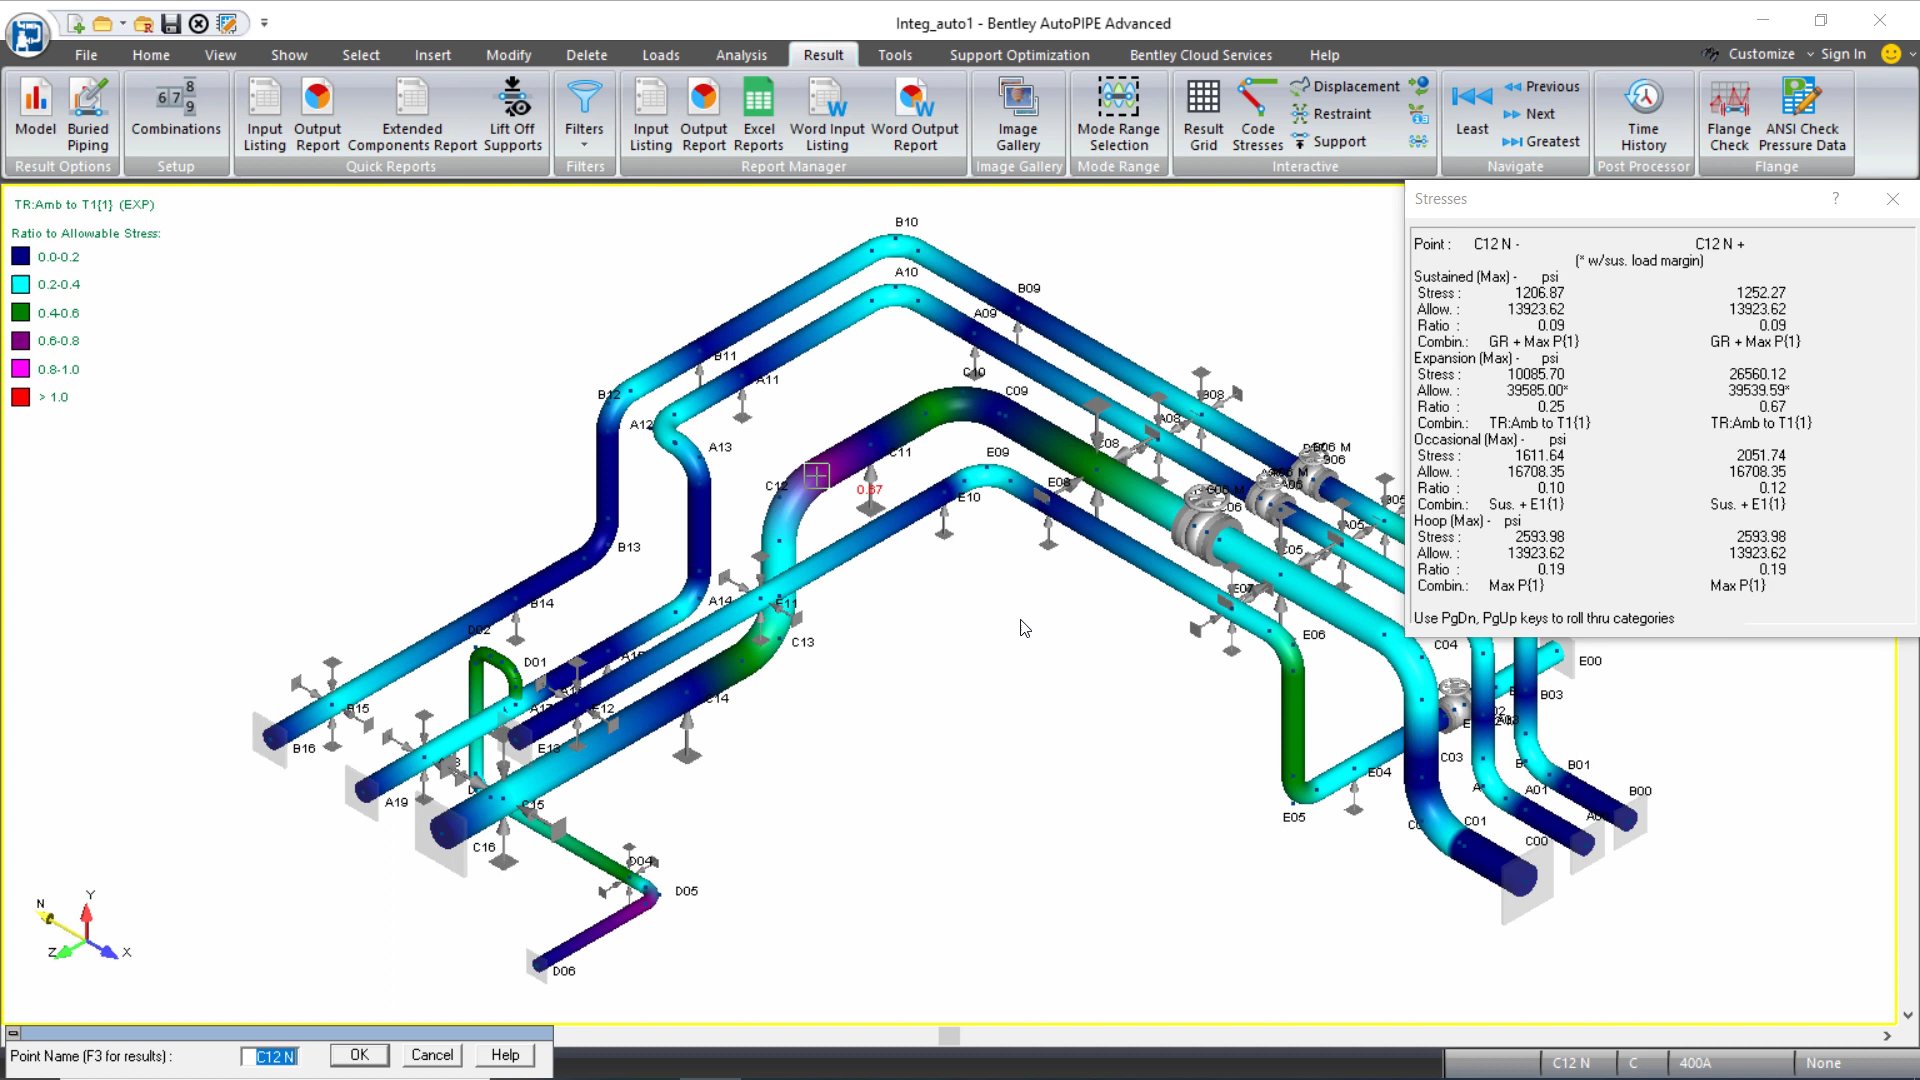 Integ_auto1 - Bentley AutoPIPE Advanced
File Home View Show Select Insert Modify Delete Loads Analysis Result Tools Support Optimization Bentley Cloud Services Help Customize Sign In
Model Buried Piping
Result Options
6 7 8 9
Combinations
Setup
Input Listing Output Report Extended Components Report Lift Off Supports
Quick Reports
Filters
Filters
Input Listing Output Report Excel Reports Word Input Listing Word Output Report
Report Manager
Image Gallery
Image Gallery
Mode Range Selection
Mode Range
Result Grid Code Stresses Displacement
Restraint
Support
Interactive
Least Previous
Next
Greatest
Navigate
Time History
Post Processor
Flange Check ANSI Check Pressure Data
Flange
TR:Amb to T1{1} (EXP)
Ratio to Allowable Stress:
0.0-0.2
0.2-0.4
0.4-0.6
0.6-0.8
0.8-1.0
> 1.0
Stresses ?
Point : C12 N - C12 N +
(* w/sus. load margin)
Sustained (Max) - psi
Stress : 1206.87 1252.27
Allow. : 13923.62 13923.62
Ratio : 0.09 0.09
Combin.: GR + Max P{1} GR + Max P{1}
Expansion (Max) - psi
Stress : 10085.70 26560.12
Allow. : 39585.00* 39539.59*
Ratio : 0.25 0.67
Combin.: TR:Amb to T1{1} TR:Amb to T1{1}
Occasional (Max) - psi
Stress : 1611.64 2051.74
Allow. : 16708.35 16708.35
Ratio : 0.10 0.12
Combin.: Sus. + E1{1} Sus. + E1{1}
Hoop (Max) - psi
Stress : 2593.98 2593.98
Allow. : 13923.62 13923.62
Ratio : 0.19 0.19
Combin.: Max P{1} Max P{1}
Use PgDn, PgUp keys to roll thru categories
B10
A10
B09
A09
B11
C10
A11
C09
B12
B08
A08
A12
A13
C08
C11
E09
C12
0.67
E08
E10
A06
A05
C05
B13
E07
B14
A14
E11
D02
C13
E06
C04
D01
E00
B03
C14
B15
E12
B16
E13
C03
E04
B01
A19
A01
B00
C15
E05
C01
C16
C00
D04
D05
D06
N
Y
Z
X
Point Name (F3 for results) : C12 N OK Cancel Help
C12 N C 400A None